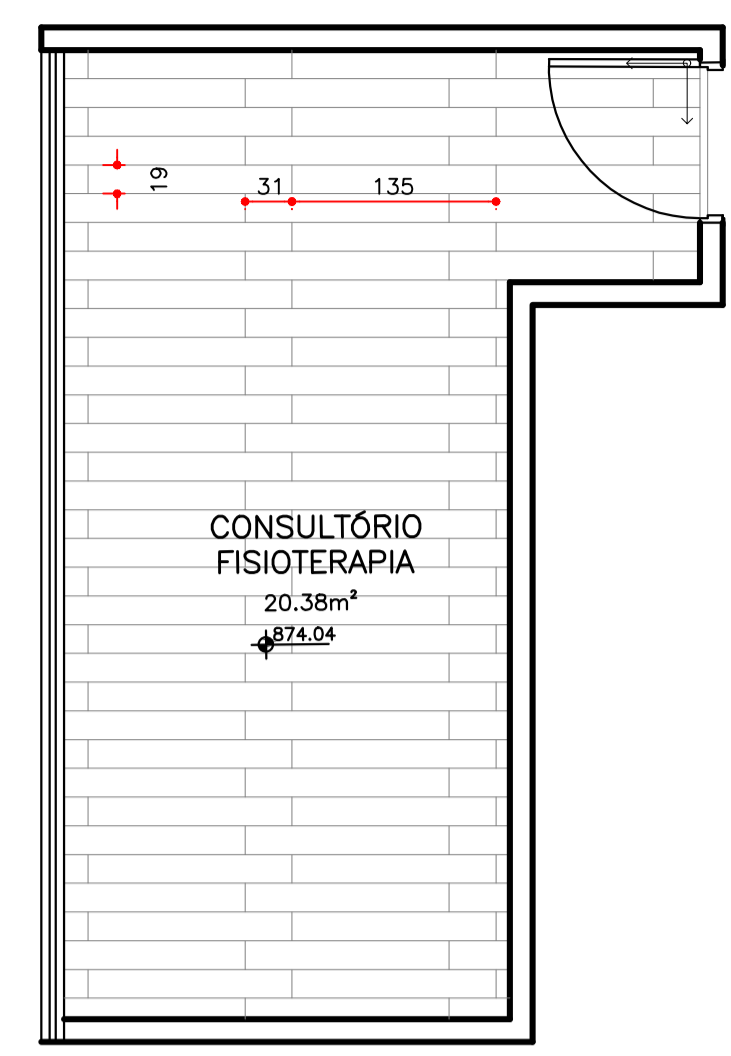 19
31
135
CONSULTÓRIO
FISIOTERAPIA
20.38m²
874.04